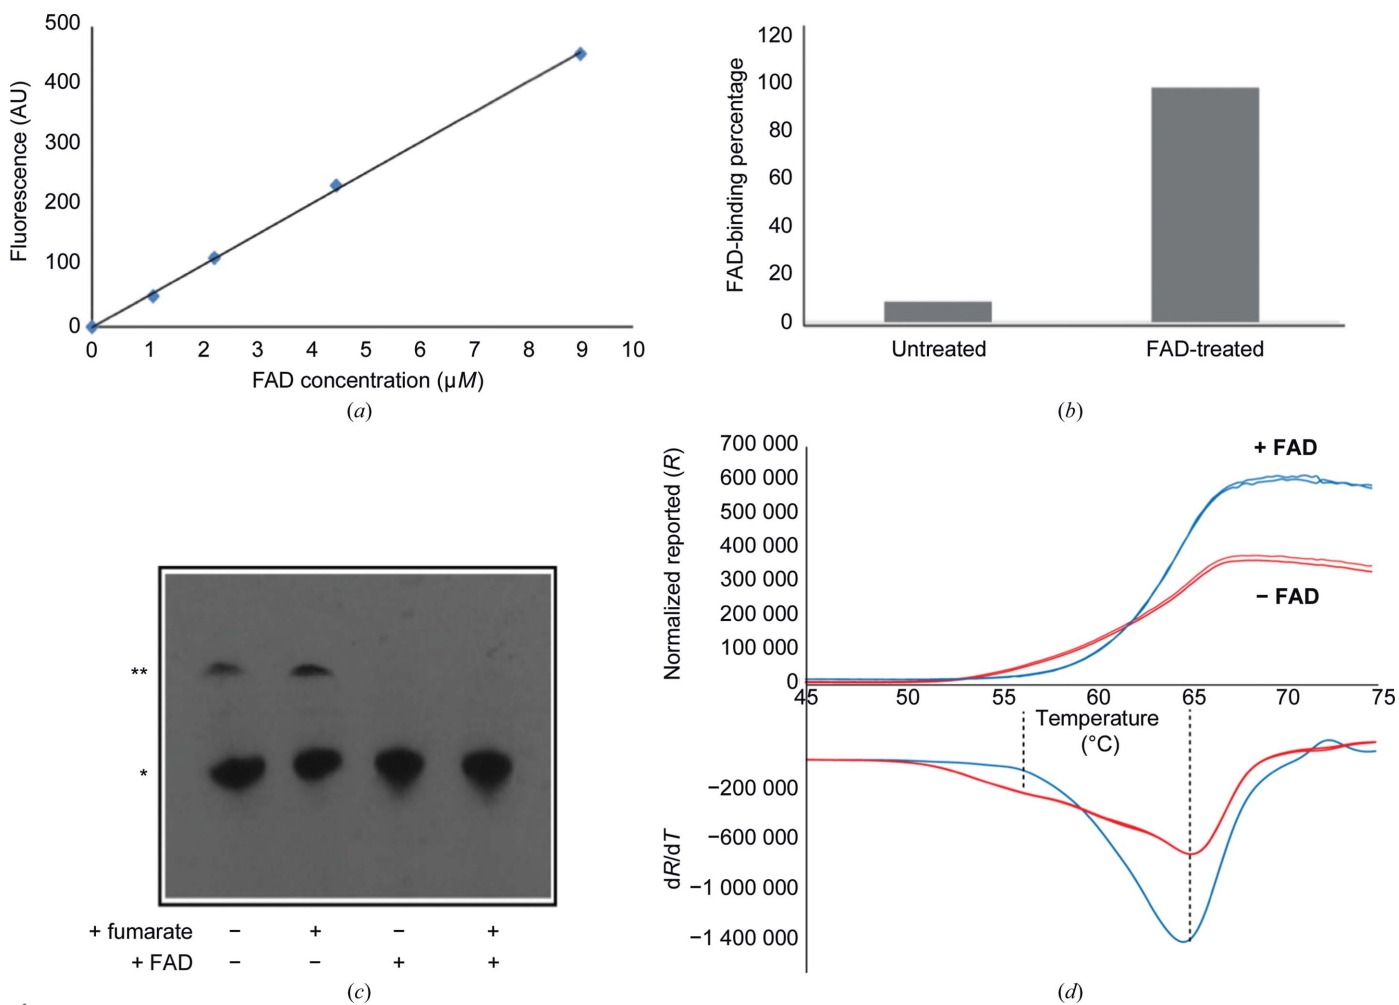 500
400
300
200
100
0
Fluorescence (AU)
0 1 2 3 4 5 6 7 8 9 10
FAD concentration (µM)
(a)
120
100
80
60
40
20
0
FAD-binding percentage
Untreated FAD-treated
(b)
**
*
+ fumarate − + − +
+ FAD − − + +
(c)
700 000
600 000
500 000
400 000
300 000
200 000
100 000
0
Normalized reported (R)
+ FAD
− FAD
45 50 55 60 65 70 75
Temperature
(°C)
−200 000
−600 000
−1 000 000
−1 400 000
dR/dT
(d)